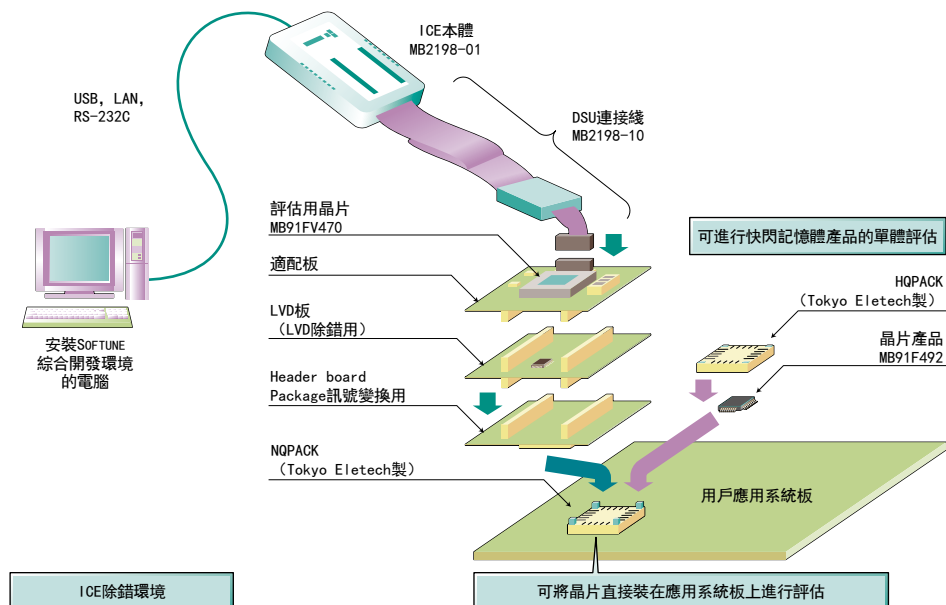 ICE本體
MB2198-01
USB, LAN,
RS-232C
DSU連接綫
MB2198-10
評估用晶片
MB91FV470
可進行快閃記憶體產品的單體評估
適配板
HQPACK
（Tokyo Eletech製）
LVD板
（LVD除錯用）
晶片產品
MB91F492
安裝SOFTUNE
綜合開發環境
的電腦
Header board
Package訊號變換用
NQPACK
（Tokyo Eletech製）
用戶應用系統板
ICE除錯環境
可將晶片直接裝在應用系統板上進行評估